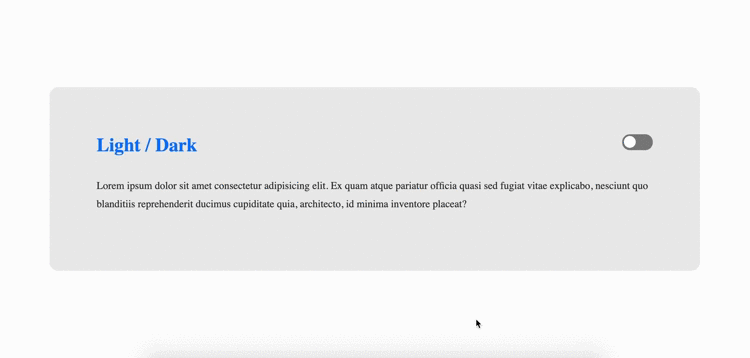 Light / Dark
Lorem ipsum dolor sit amet consectetur adipisicing elit. Ex quam atque pariatur officia quasi sed fugiat vitae explicabo, nesciunt quo
blanditiis reprehenderit ducimus cupiditate quia, architecto, id minima inventore placeat?